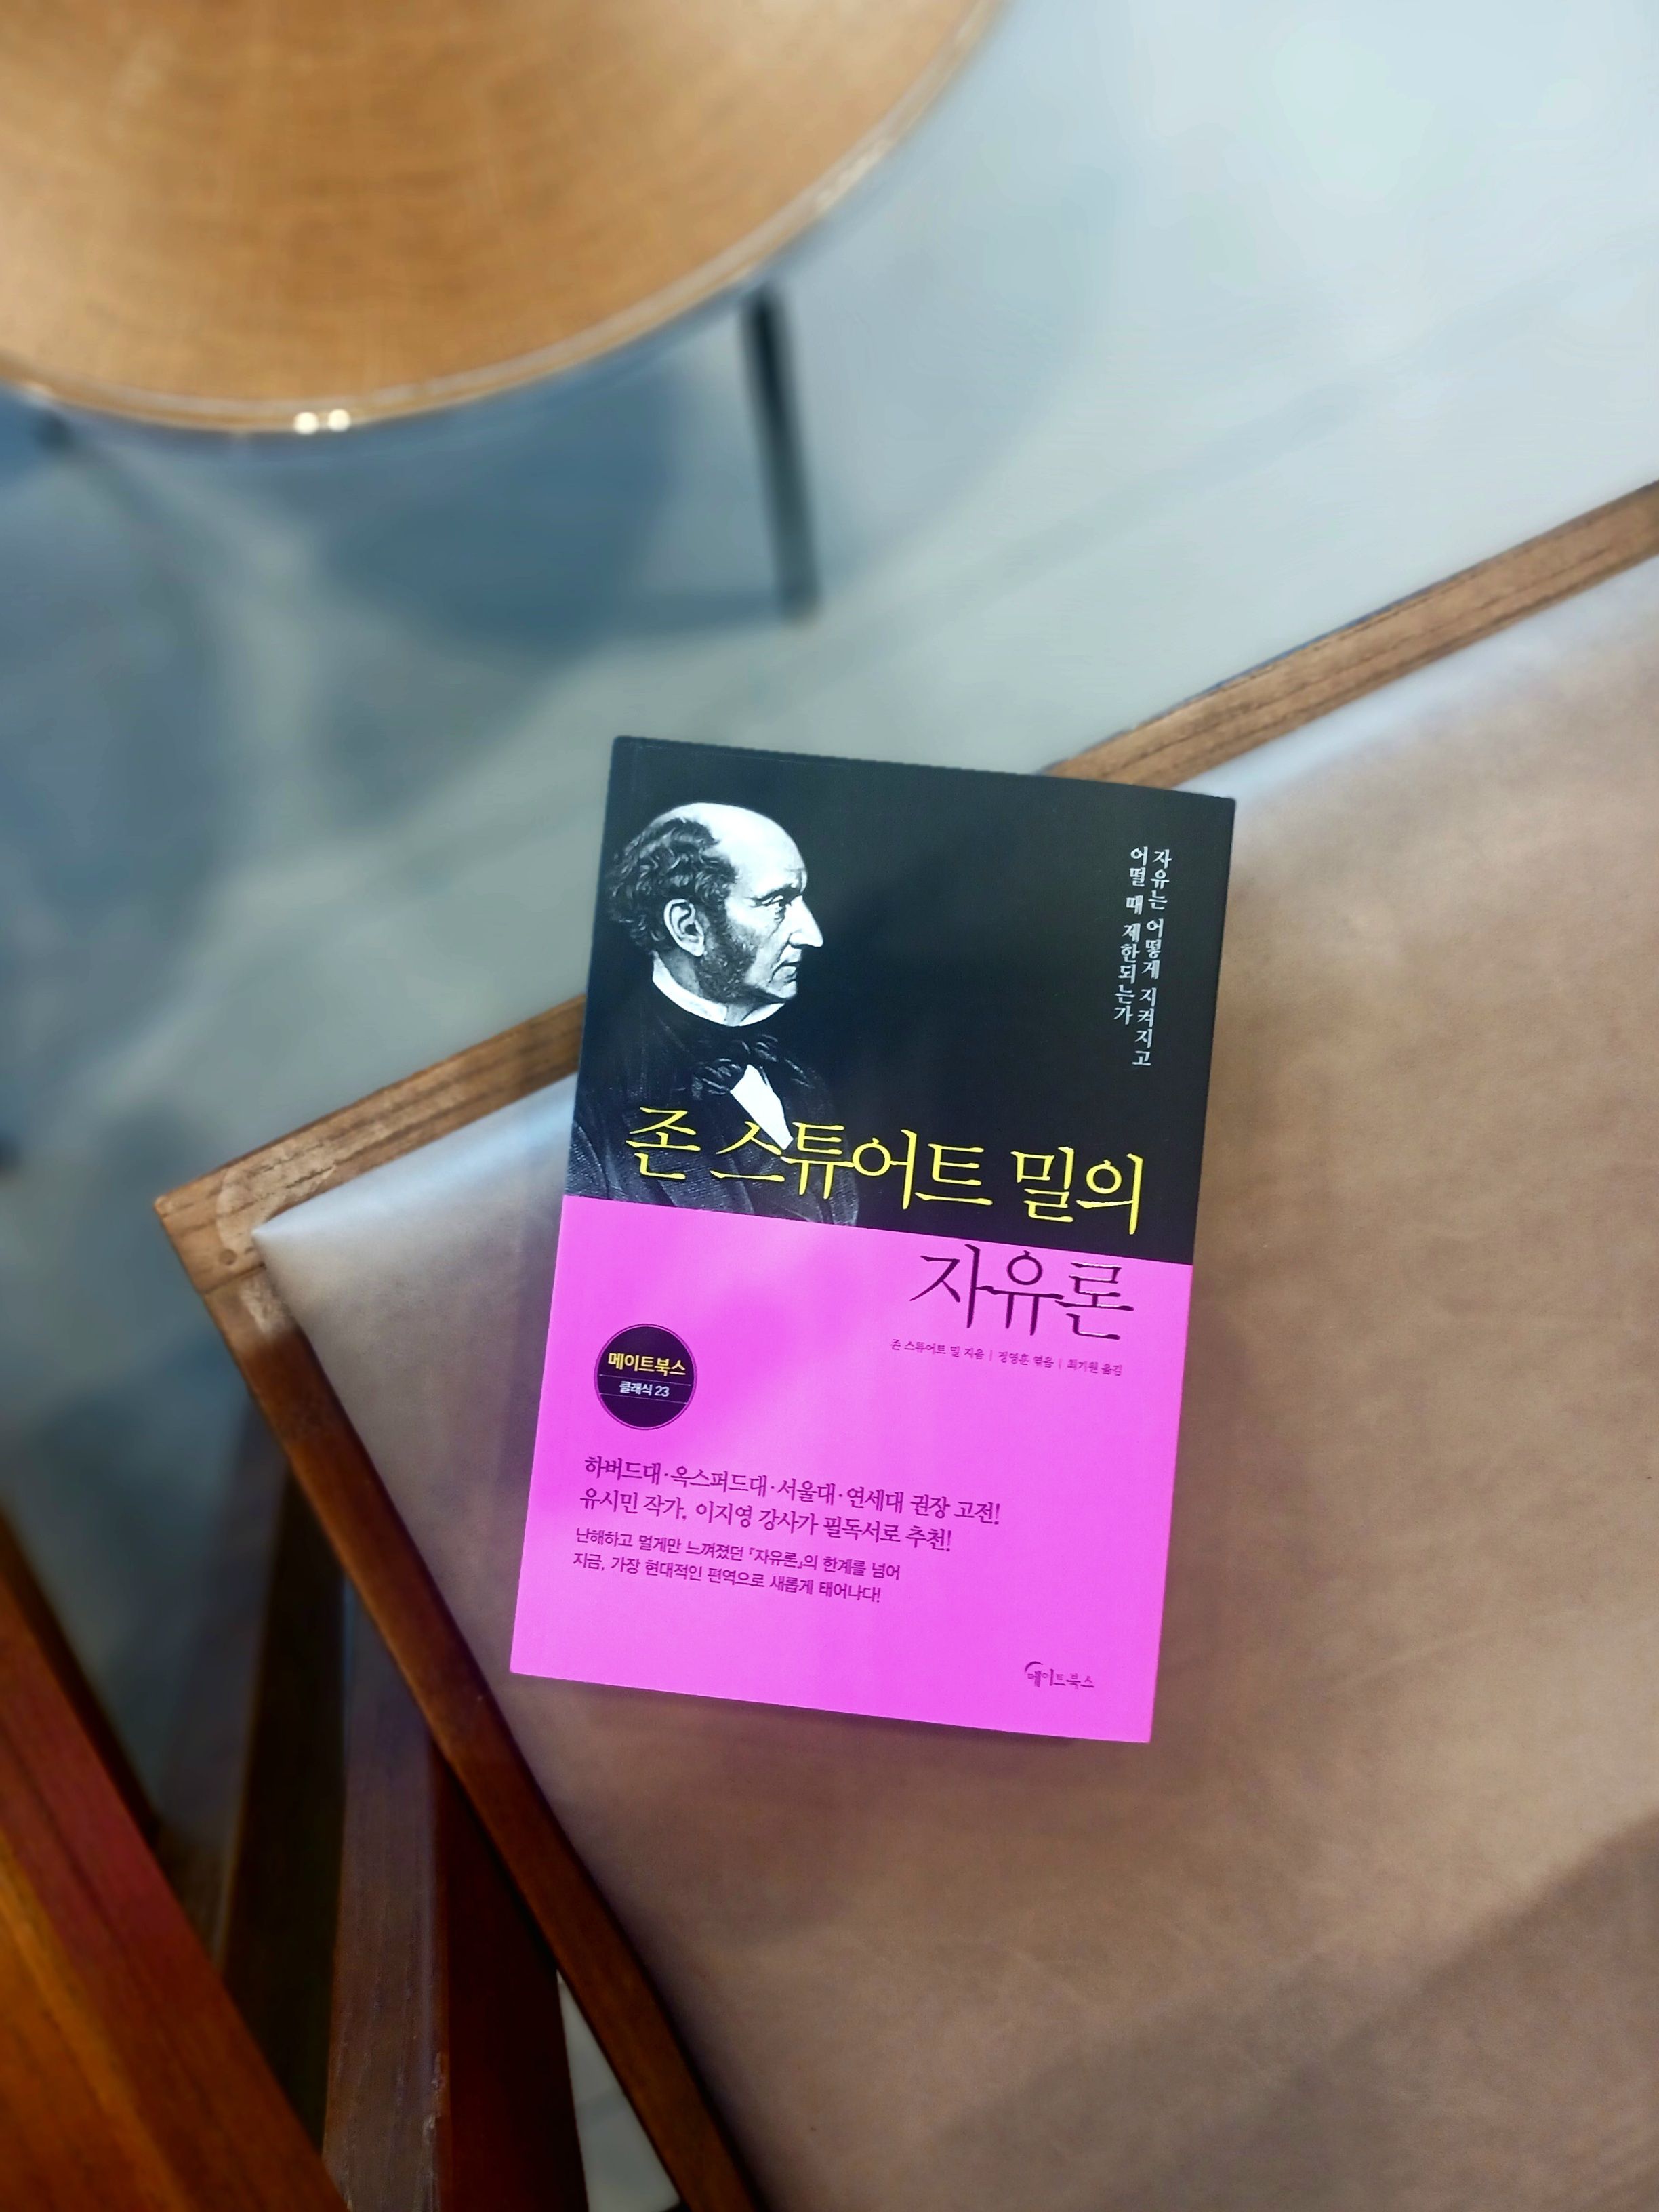 자유는 어떻게 지켜지고
어떨 때 제한되는가
존 스튜어트 밀의
자유론
존 스튜어트 밀 지음 | 정영훈 엮음 | 최기원 옮김
메이트북스
클래식 23
하버드대·옥스퍼드대·서울대·연세대 권장 고전!
유시민 작가, 이지영 강사가 필독서로 추천!
난해하고 멀게만 느껴졌던 『자유론』의 한계를 넘어
지금, 가장 현대적인 편역으로 새롭게 태어나다!
메이트북스